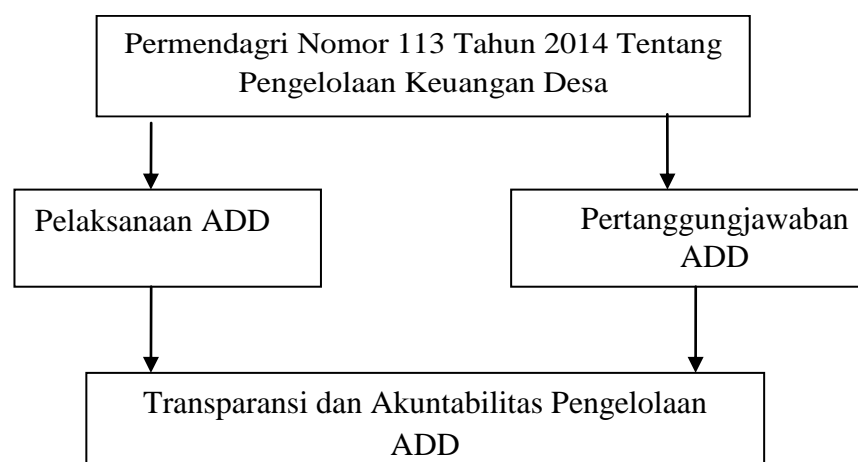 Permendagri Nomor 113 Tahun 2014 Tentang
Pengelolaan Keuangan Desa
Pelaksanaan ADD
Pertanggungjawaban
ADD
Transparansi dan Akuntabilitas Pengelolaan
ADD